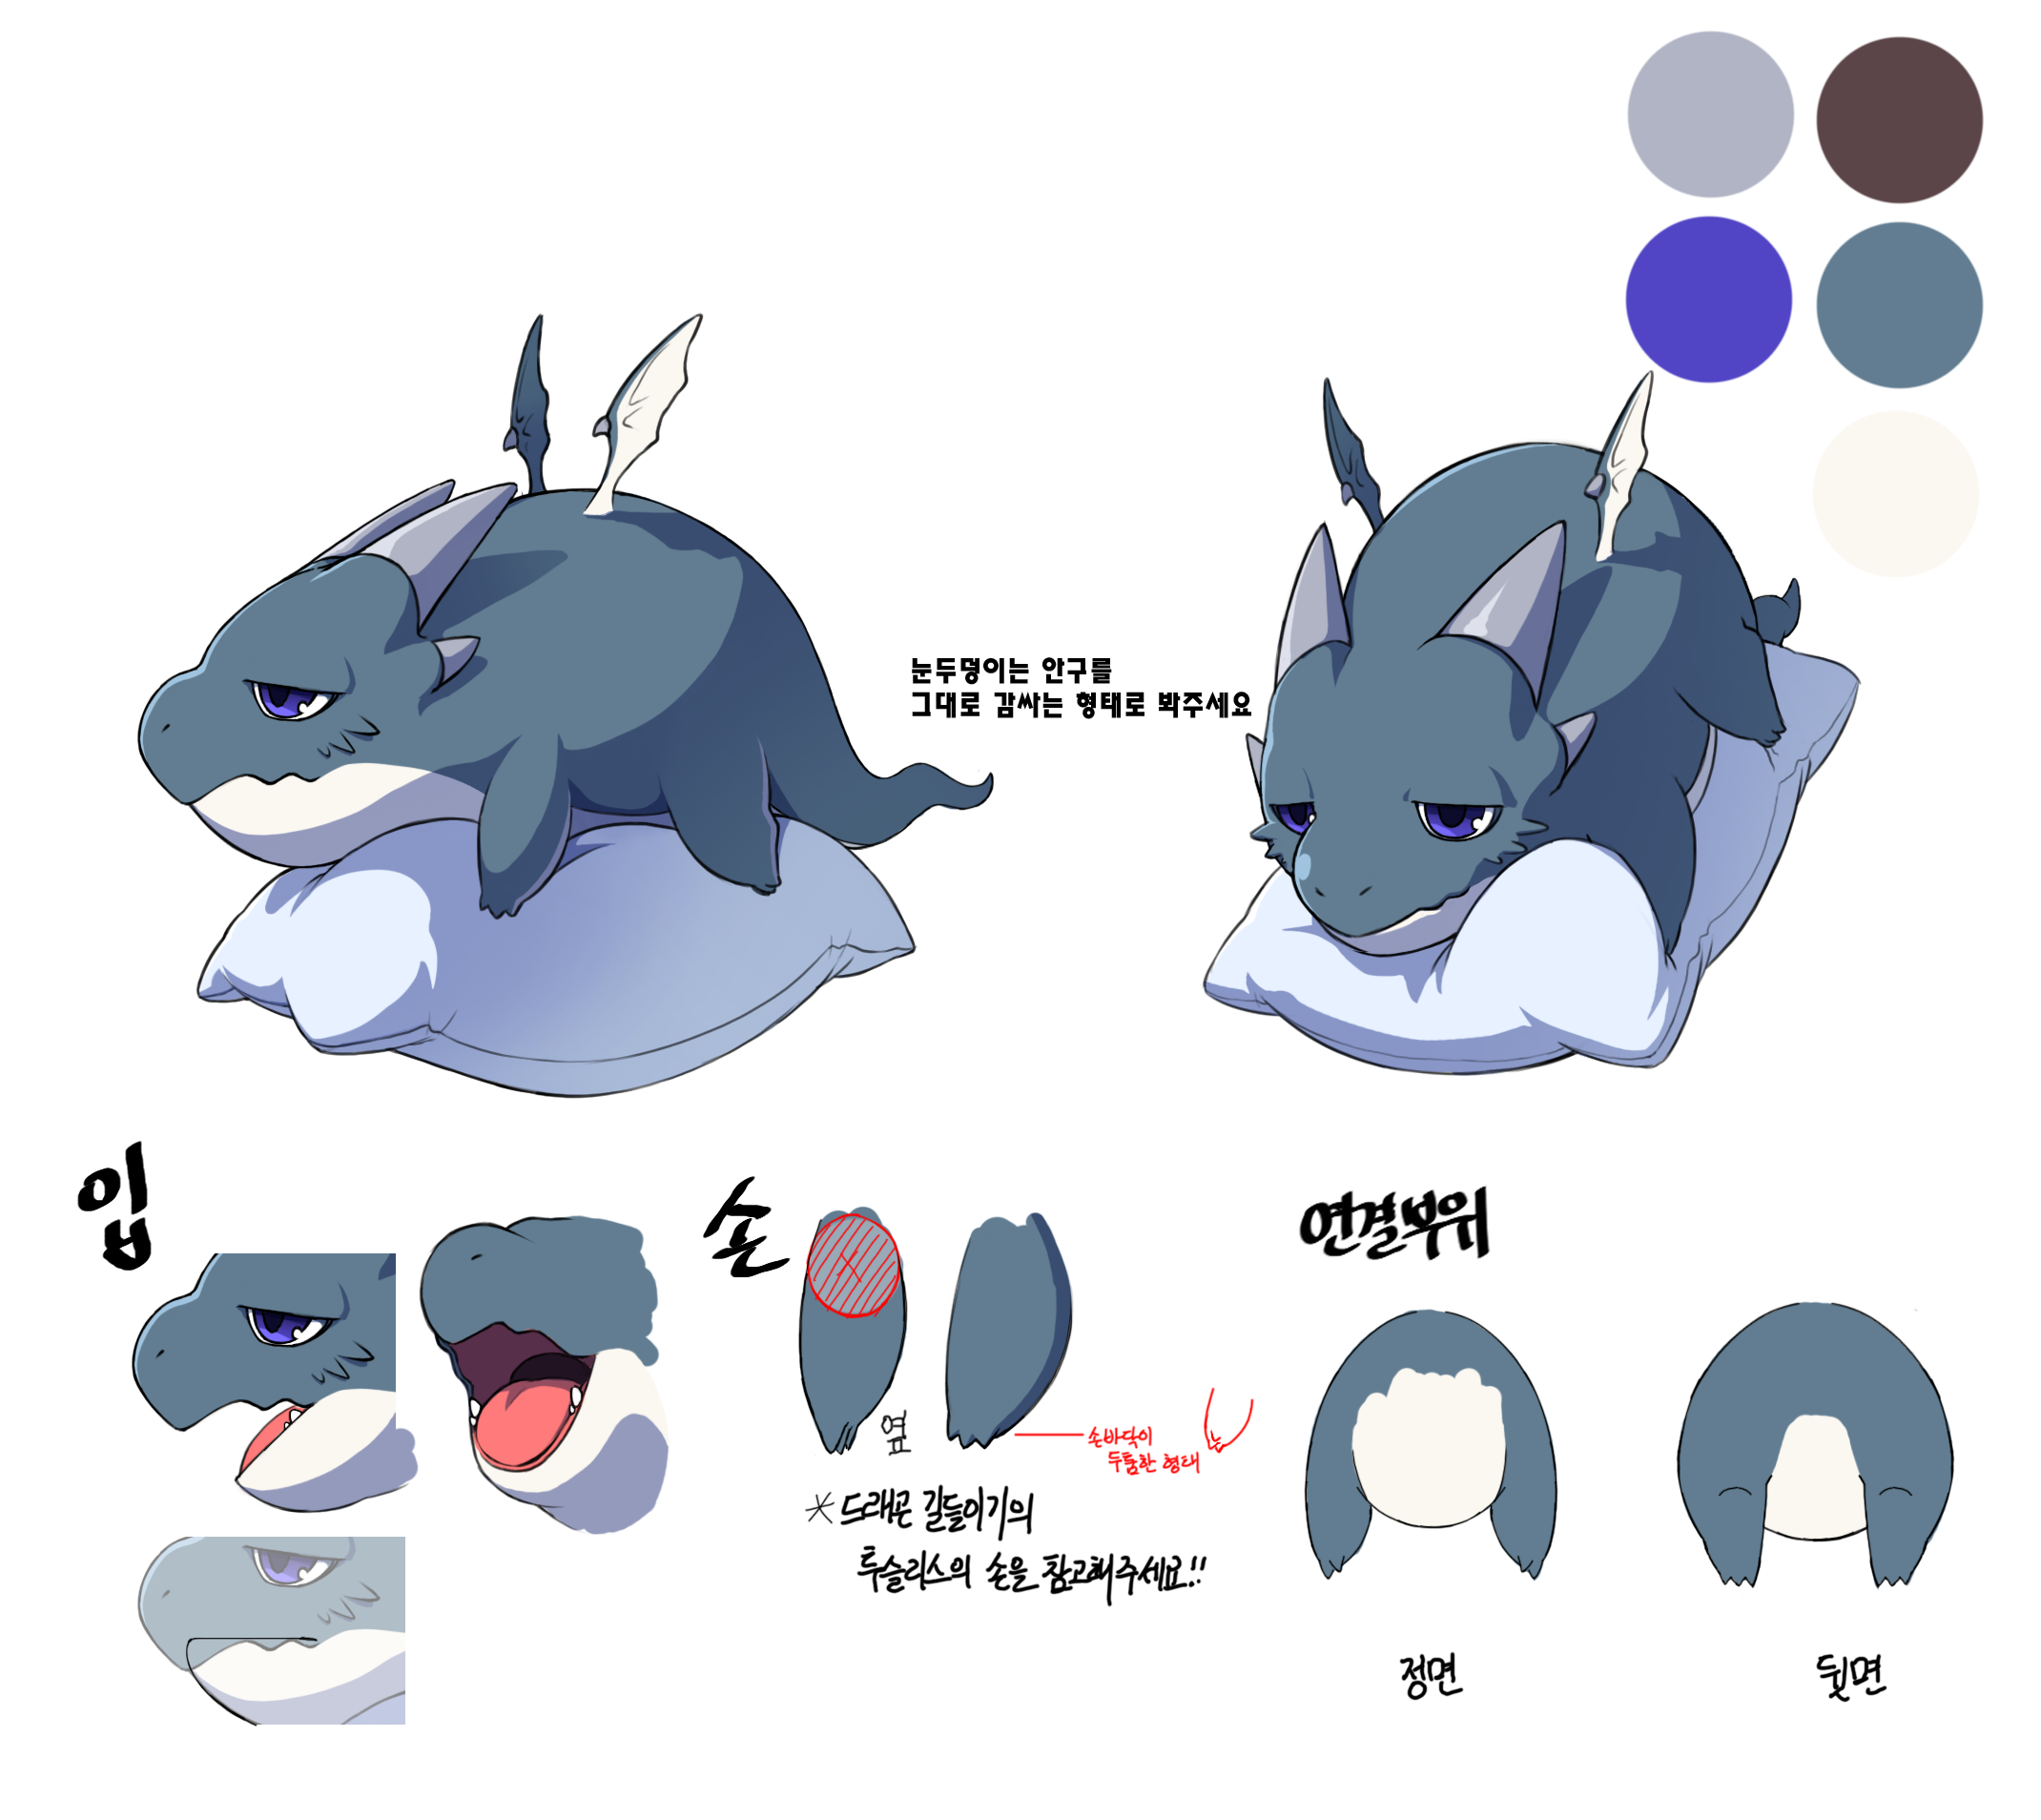 눈두덩이는 안구를
그대로 감싸는 형태로 봐주세요
입
손
연결부위
옆
손바닥이
두툼한 형태
*드래곤 길들이기의
투슬리스의 손을 참고해주세요!!
정면
뒷면